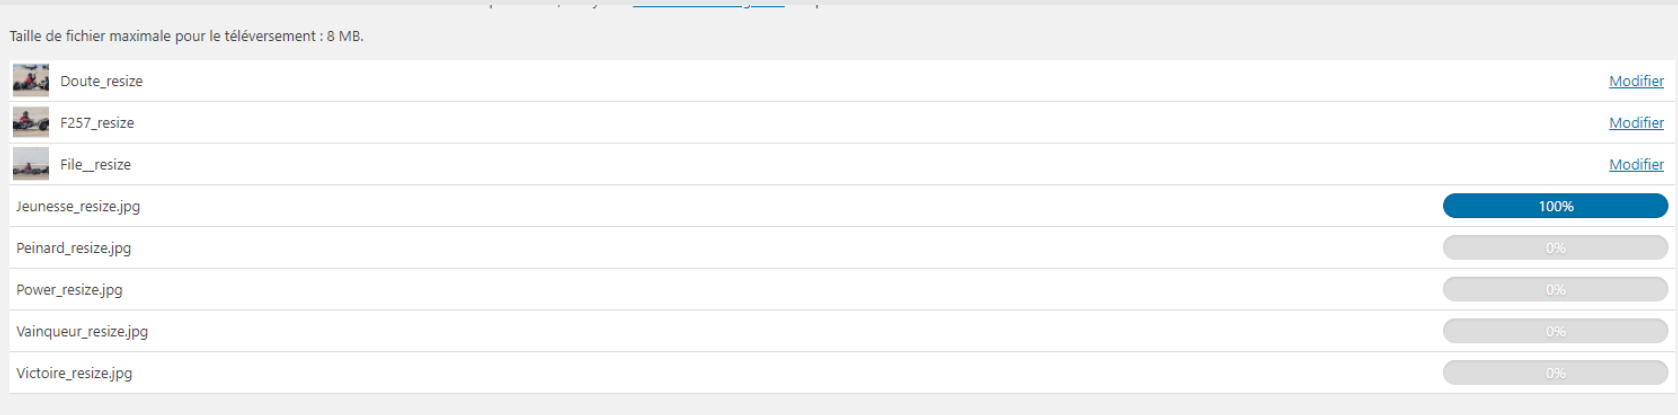 Taille de fichier maximale pour le téléversement : 8 MB.
Doute_resize Modifier
F257_resize Modifier
File__resize Modifier
Jeunesse_resize.jpg 100%
Peinard_resize.jpg 0%
Power_resize.jpg 0%
Vainqueur_resize.jpg 0%
Victoire_resize.jpg 0%